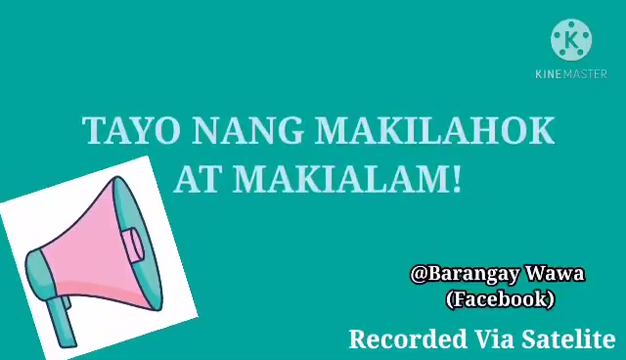 KINEMASTER
TAYO NANG MAKILAHOK
AT MAKIALAM!
@Barangay Wawa
(Facebook)
Recorded Via Satelite